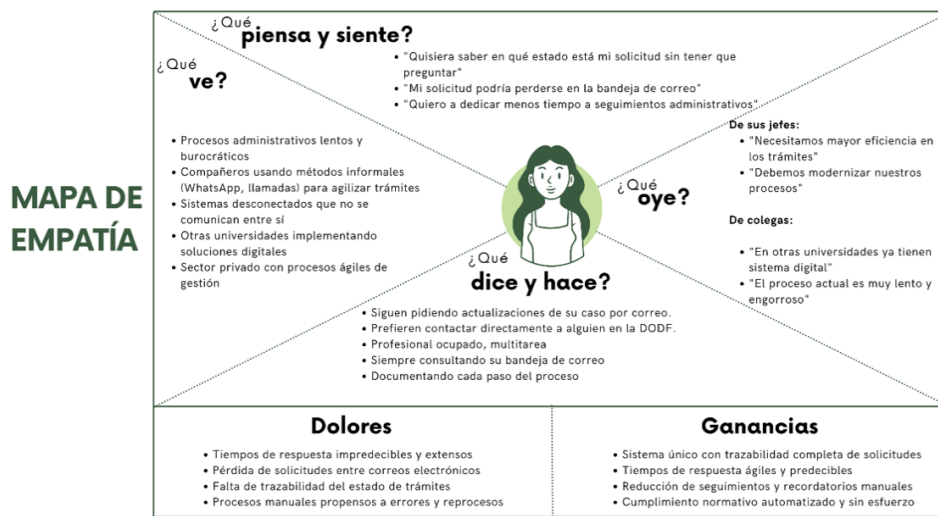 MAPA DE
EMPATÍA
¿Qué
piensa y siente?
• "Quisiera saber en qué estado está mi solicitud sin tener que
preguntar"
• "Mi solicitud podría perderse en la bandeja de correo"
• "Quiero a dedicar menos tiempo a seguimientos administrativos"
¿Qué
ve?
• Procesos administrativos lentos y
burocráticos
• Compañeros usando métodos informales
(WhatsApp, llamadas) para agilizar trámites
• Sistemas desconectados que no se
comunican entre sí
• Otras universidades implementando
soluciones digitales
• Sector privado con procesos ágiles de
gestión
¿Qué
oye?
De sus jefes:
• "Necesitamos mayor eficiencia en
los trámites"
• "Debemos modernizar nuestros
procesos"
De colegas:
• "En otras universidades ya tienen
sistema digital"
• "El proceso actual es muy lento y
engorroso"
¿Qué
dice y hace?
• Siguen pidiendo actualizaciones de su caso por correo.
• Prefieren contactar directamente a alguien en la DODF.
• Profesional ocupado, multitarea
• Siempre consultando su bandeja de correo
• Documentando cada paso del proceso
Dolores
• Tiempos de respuesta impredecibles y extensos
• Pérdida de solicitudes entre correos electrónicos
• Falta de trazabilidad del estado de trámites
• Procesos manuales propensos a errores y reprocesos
Ganancias
• Sistema único con trazabilidad completa de solicitudes
• Tiempos de respuesta ágiles y predecibles
• Reducción de seguimientos y recordatorios manuales
• Cumplimiento normativo automatizado y sin esfuerzo